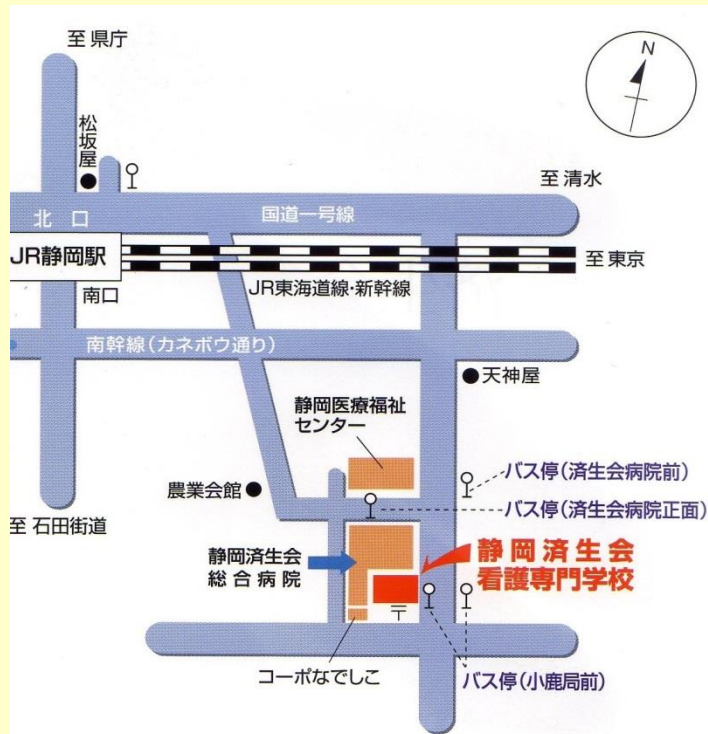 至 県庁
N
松坂屋
至 清水
北 口
国道一号線
JR静岡駅
至 東京
南口
JR東海道線・新幹線
南幹線(カネボウ通り)
天神屋
静岡医療福祉
センター
バス停(済生会病院前)
農業会館
バス停(済生会病院正面)
至 石田街道
静岡済生会
総合病院
静岡済生会
看護専門学校
〒
コーポなでしこ
バス停(小鹿局前)